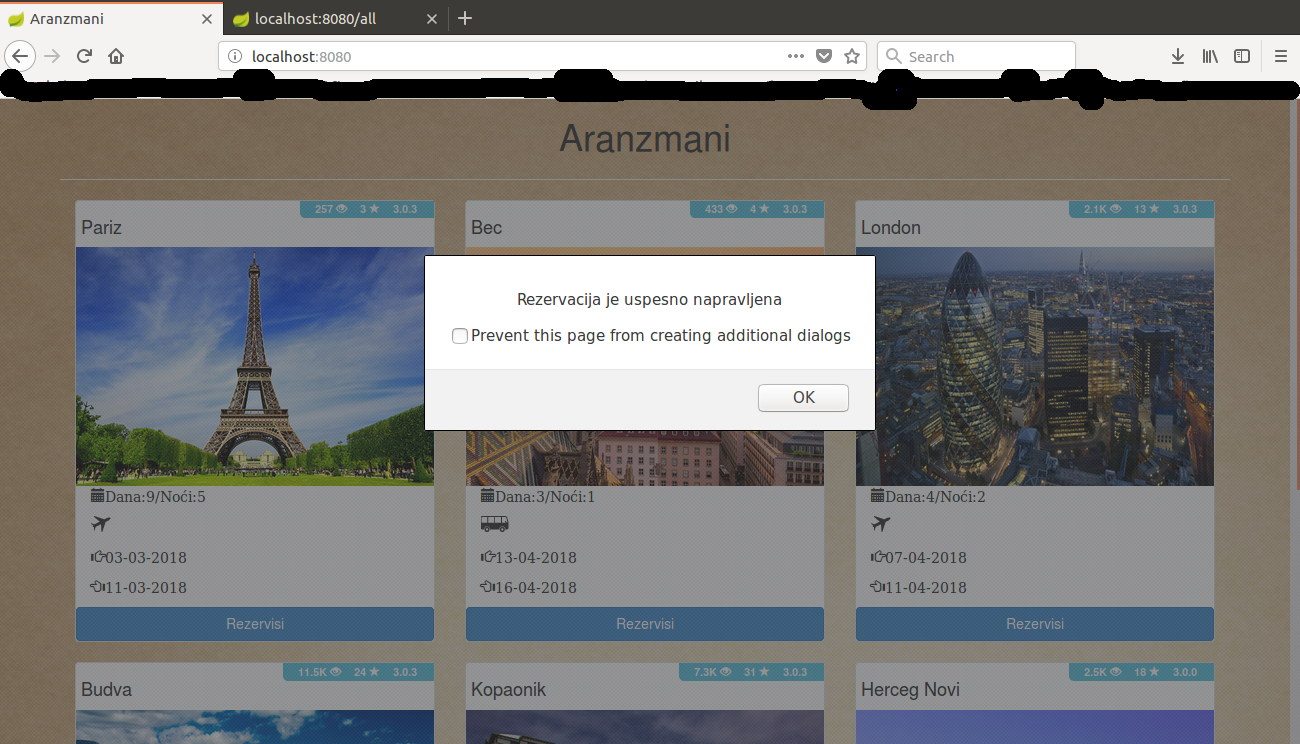 Aranzmani
localhost:8080/all
localhost:8080
Search
Aranzmani
257 3 3.0.3
Pariz
433 4 3.0.3
Bec
2.1K 13 3.0.3
London
Rezervacija je uspesno napravljena
Prevent this page from creating additional dialogs
OK
Dana:9/Noći:5
03-03-2018
11-03-2018
Rezervisi
Dana:3/Noći:1
13-04-2018
16-04-2018
Rezervisi
Dana:4/Noći:2
07-04-2018
11-04-2018
Rezervisi
11.5K 24 3.0.3
Budva
7.3K 31 3.0.3
Kopaonik
2.5K 18 3.0.0
Herceg Novi